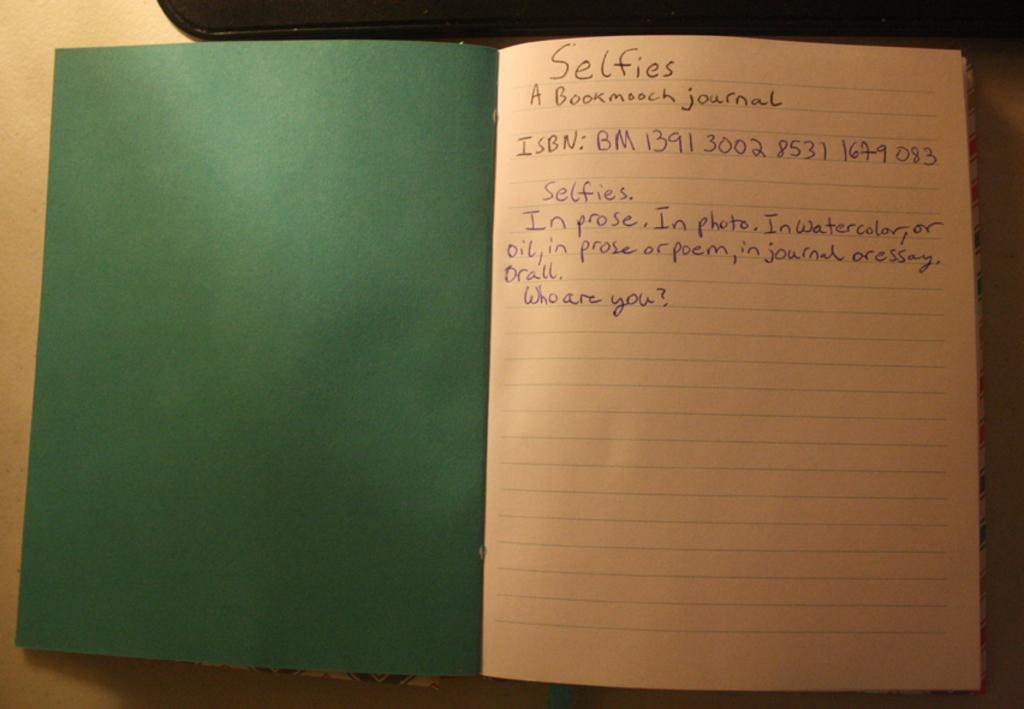 Selfies
A Bookmooch journal
ISBN: BM 1391 3002 8531 1679 083
Selfies.
In prose. In photo. In watercolor, or
oil, in prose or poem, in journal or essay.
Or all.
Who are you?